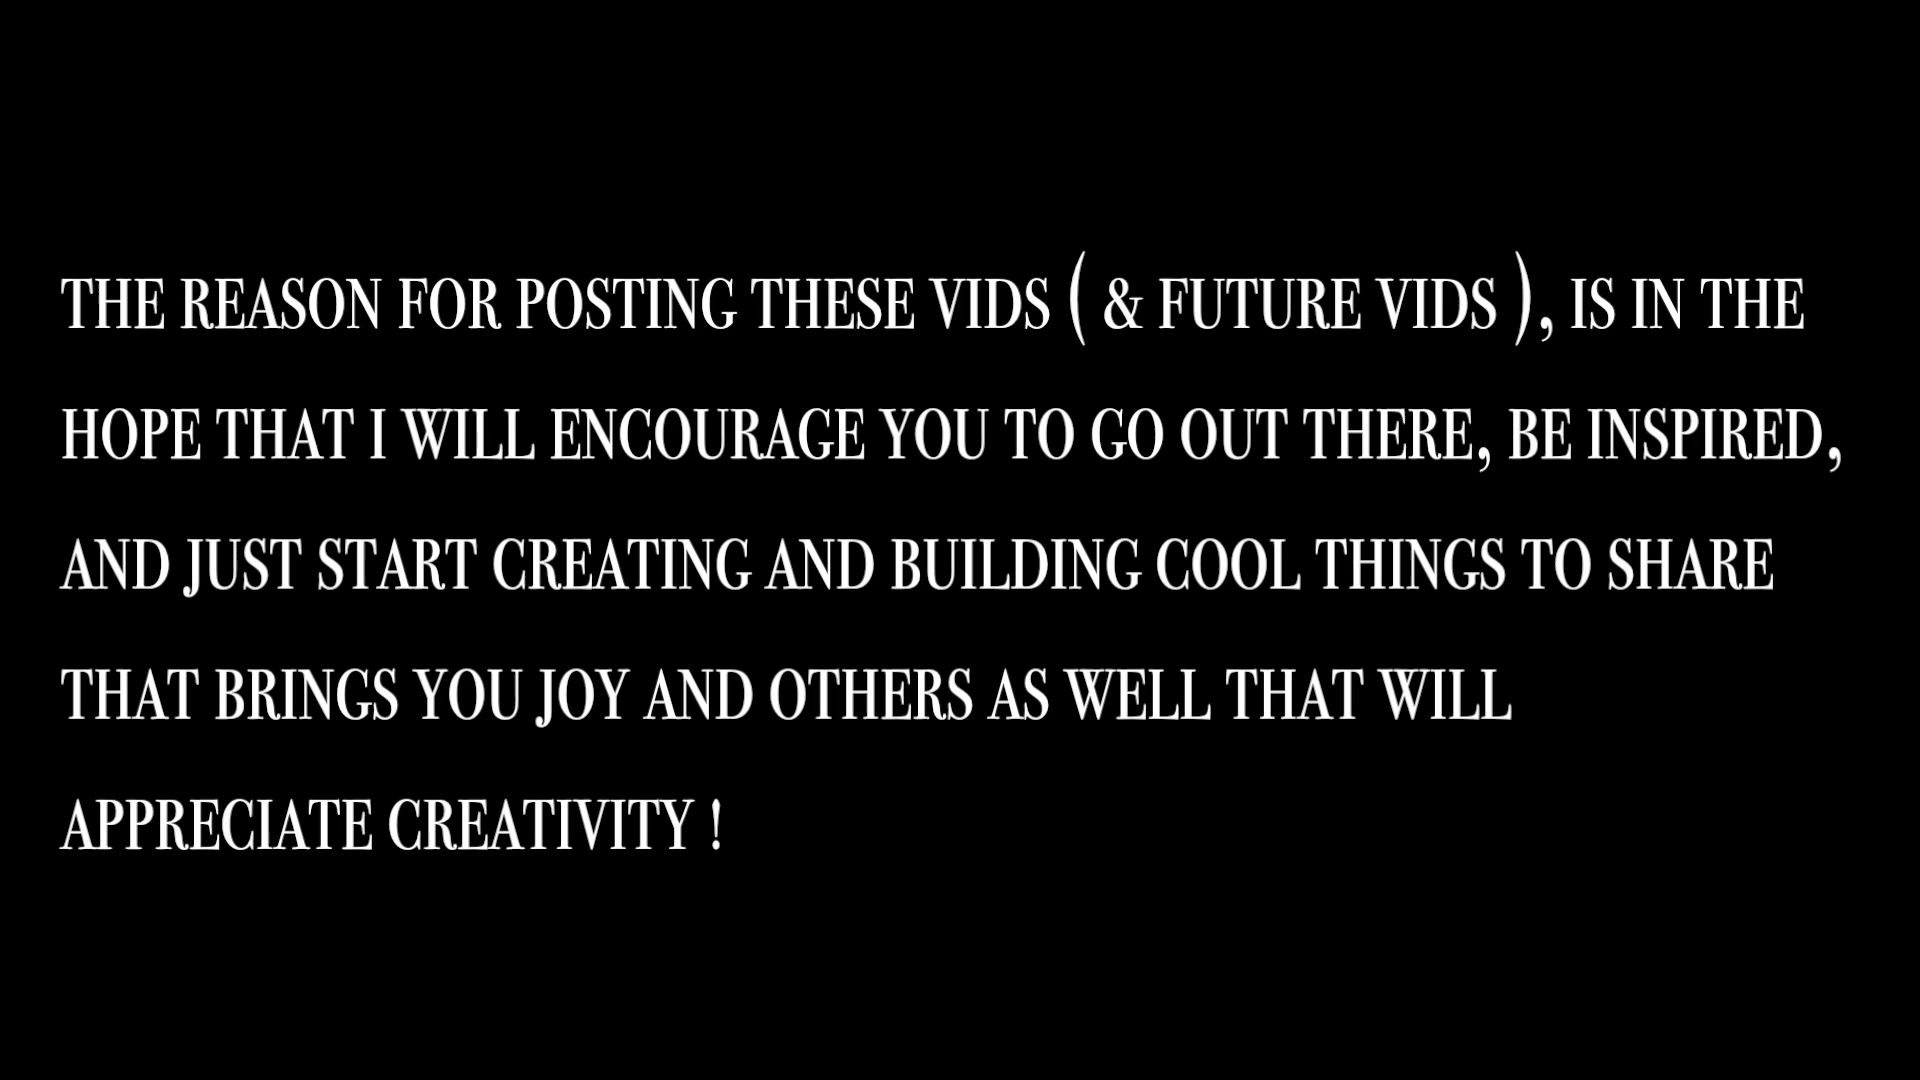 THE REASON FOR POSTING THESE VIDS ( & FUTURE VIDS ), IS IN THE
HOPE THAT I WILL ENCOURAGE YOU TO GO OUT THERE, BE INSPIRED,
AND JUST START CREATING AND BUILDING COOL THINGS TO SHARE
THAT BRINGS YOU JOY AND OTHERS AS WELL THAT WILL
APPRECIATE CREATIVITY !